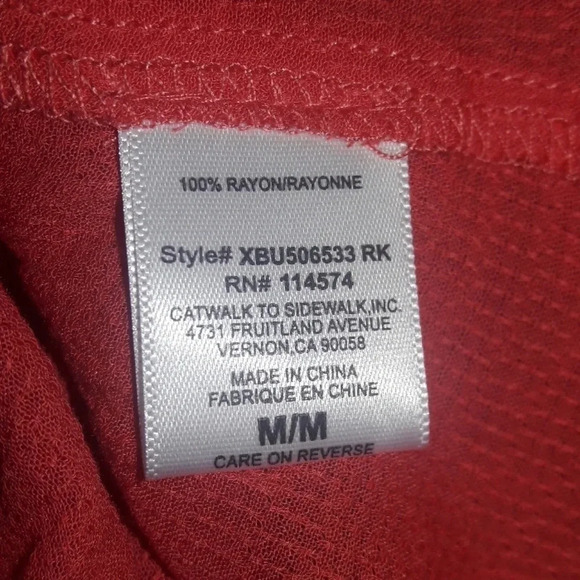 100% RAYON/RAYONNE
Style# XBU506533 RK
RN# 114574
CATWALK TO SIDEWALK,INC.
4731 FRUITLAND AVENUE
VERNON,CA 90058
MADE IN CHINA
FABRIQUE EN CHINE
M/M
CARE ON REVERSE